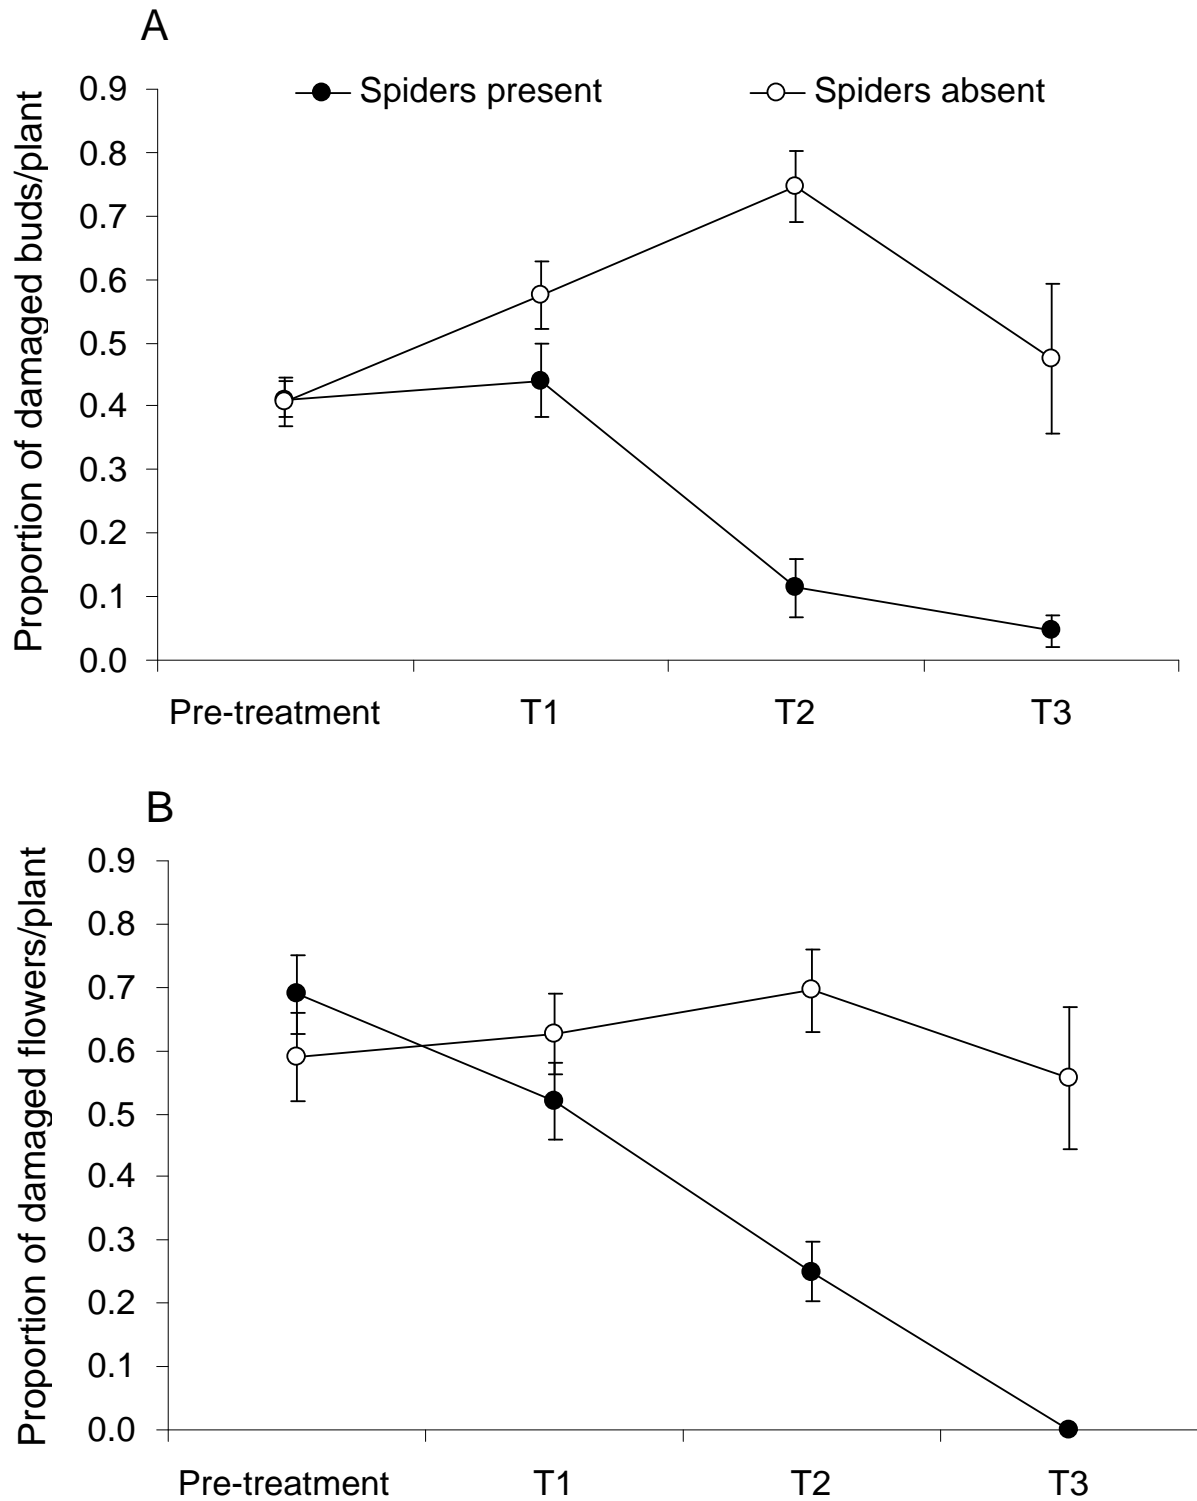 A
Proportion of damaged buds/plant
Spiders present
Spiders absent
0.9
0.8
0.7
0.6
0.5
0.4
0.3
0.2
0.1
0.0
Pre-treatment T1 T2 T3
B
Proportion of damaged flowers/plant
0.9
0.8
0.7
0.6
0.5
0.4
0.3
0.2
0.1
0.0
Pre-treatment T1 T2 T3